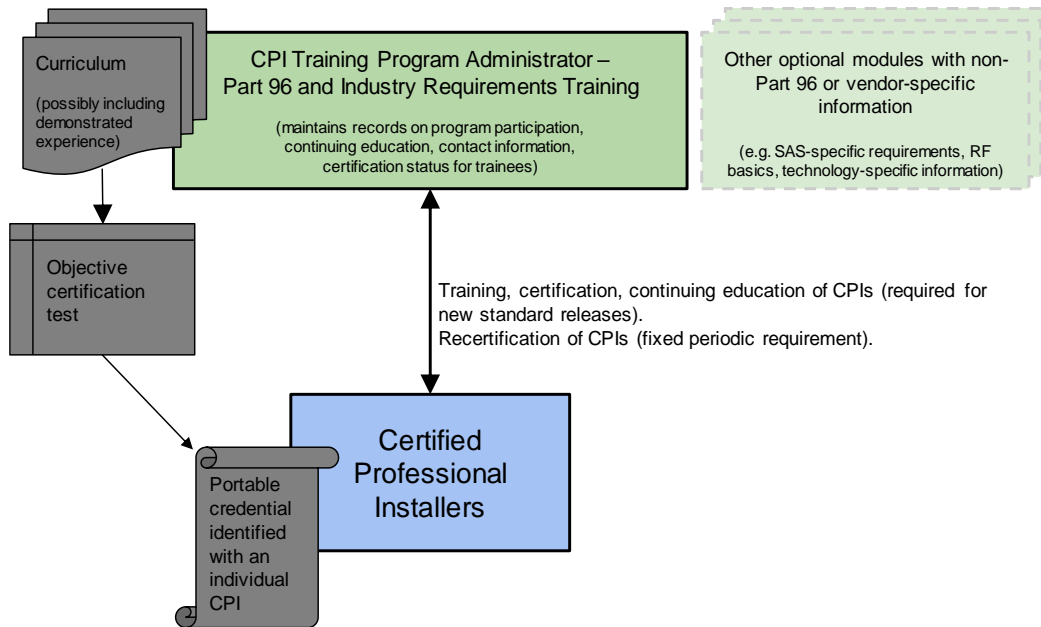 Curriculum
(possibly including
demonstrated
experience)
CPI Training Program Administrator –
Part 96 and Industry Requirements Training
(maintains records on program participation,
continuing education, contact information,
certification status for trainees)
Other optional modules with non-
Part 96 or vendor-specific
information
(e.g. SAS-specific requirements, RF
basics, technology-specific information)
Objective
certification
test
Training, certification, continuing education of CPIs (required for
new standard releases).
Recertification of CPIs (fixed periodic requirement).
Certified
Professional
Installers
Portable
credential
identified
with an
individual
CPI